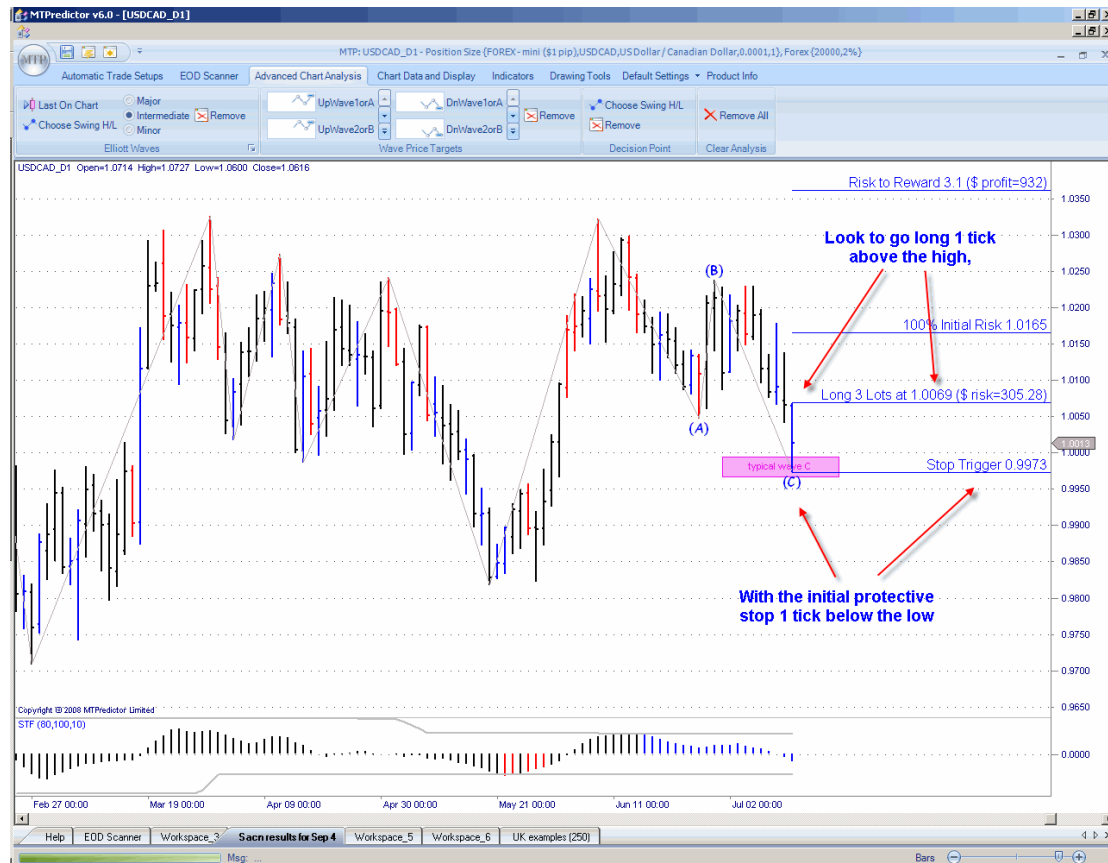 MTPredictor v6.0 - [USDCAD_D1]
MTP
MTP: USDCAD_D1 - Position Size {FOREX - mini ($1 pip),USDCAD,US Dollar / Canadian Dollar,0.0001,1}, Forex {20000,2%}
Automatic Trade Setups EOD Scanner Advanced Chart Analysis Chart Data and Display Indicators Drawing Tools Default Settings Product Info
Last On Chart
Choose Swing H/L
Major
Intermediate
Minor
Remove
Elliott Waves
UpWave1orA
UpWave2orB
DnWave1orA
DnWave2orB
Remove
Wave Price Targets
Choose Swing H/L
Remove
Decision Point
Remove All
Clear Analysis
USDCAD_D1 Open=1.0714 High=1.0727 Low=1.0600 Close=1.0616
Risk to Reward 3.1 ($ profit=932)
Look to go long 1 tick
above the high,
(B)
100% Initial Risk 1.0165
Long 3 Lots at 1.0069 ($ risk=305.28)
(A)
typical wave C
Stop Trigger 0.9973
(C)
With the initial protective
stop 1 tick below the low
1.0350
1.0300
1.0250
1.0200
1.0150
1.0100
1.0050
1.0013
1.0000
0.9950
0.9900
0.9850
0.9800
0.9750
0.9700
0.9650
Copyright © 2008 MTPredictor Limited
STF (80,100,10)
0.0000
Feb 27 00:00 Mar 19 00:00 Apr 09 00:00 Apr 30 00:00 May 21 00:00 Jun 11 00:00 Jul 02 00:00
Help EOD Scanner Workspace_3 Sacn results for Sep 4 Workspace_5 Workspace_6 UK examples (250)
Msg: ...
Bars